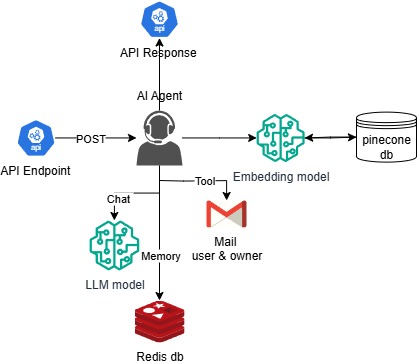 api
API Response
AI Agent
api
API Endpoint
POST
Embedding model
pinecone
db
Tool
Chat
Mail
user & owner
LLM model
Memory
Redis db